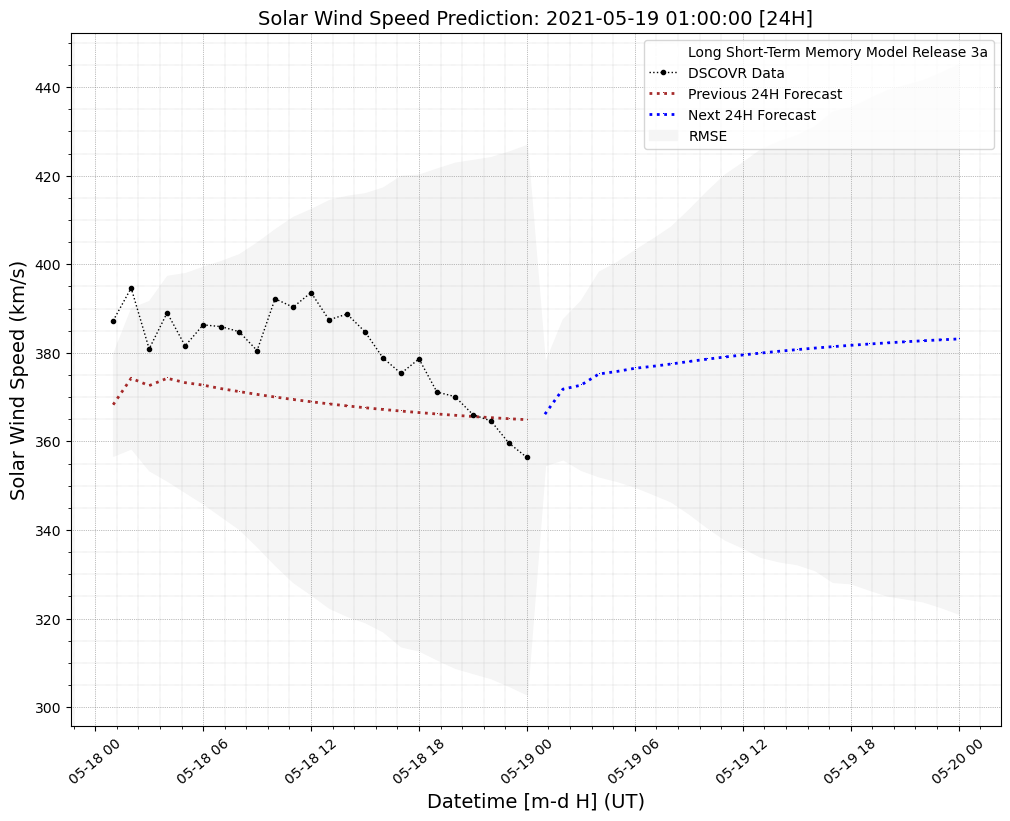 Solar Wind Speed Prediction: 2021-05-19 01:00:00 [24H]
Long Short-Term Memory Model Release 3a
DSCOVR Data
Previous 24H Forecast
Next 24H Forecast
RMSE
Solar Wind Speed (km/s)
440
420
400
380
360
340
320
300
05-18 00
05-18 06
05-18 12
05-18 18
05-19 00
05-19 06
05-19 12
05-19 18
05-20 00
Datetime [m-d H] (UT)